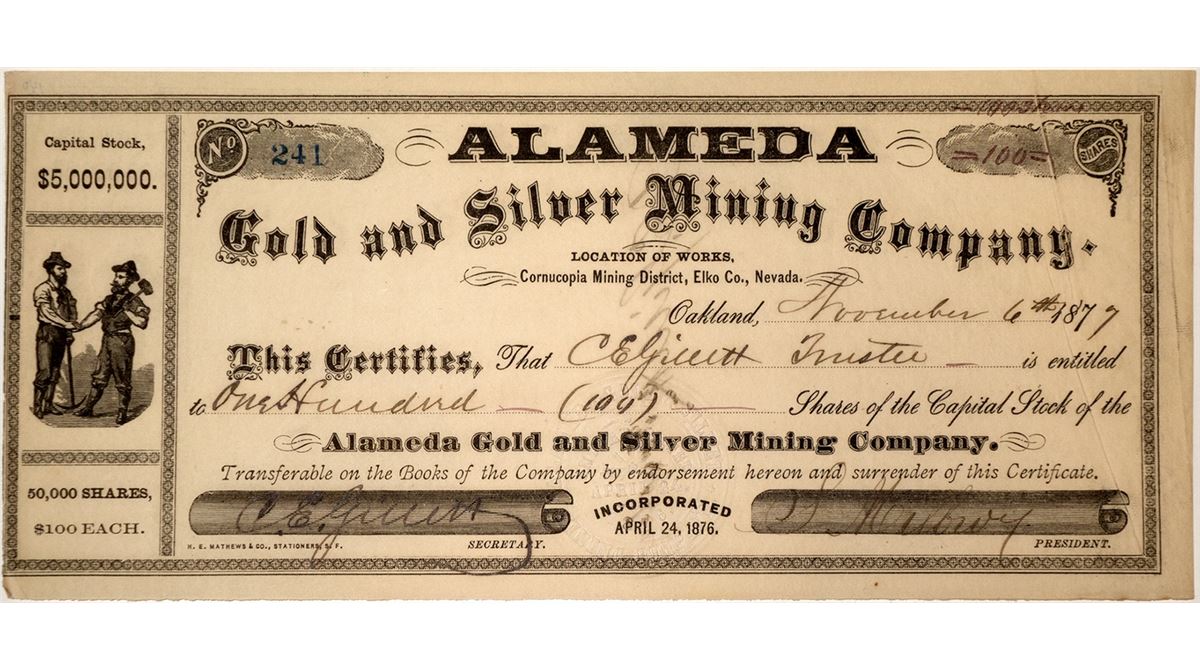 Capital Stock,
$5,000,000.
50,000 SHARES,
$100 EACH.
No 241
=100= SHARES
ALAMEDA
Gold and Silver Mining Company.
LOCATION OF WORKS,
Cornucopia Mining District, Elko Co., Nevada.
Oakland, November 6th 1877
This Certifies, That C E Gillett Trustee is entitled
to One Hundred (100) Shares of the Capital Stock of the
Alameda Gold and Silver Mining Company.
Transferable on the Books of the Company by endorsement hereon and surrender of this Certificate.
C. E. Gillett
INCORPORATED
APRIL 24, 1876.
H. E. MATHEWS & CO., STATIONERS, S. F.
SECRETARY.
PRESIDENT.